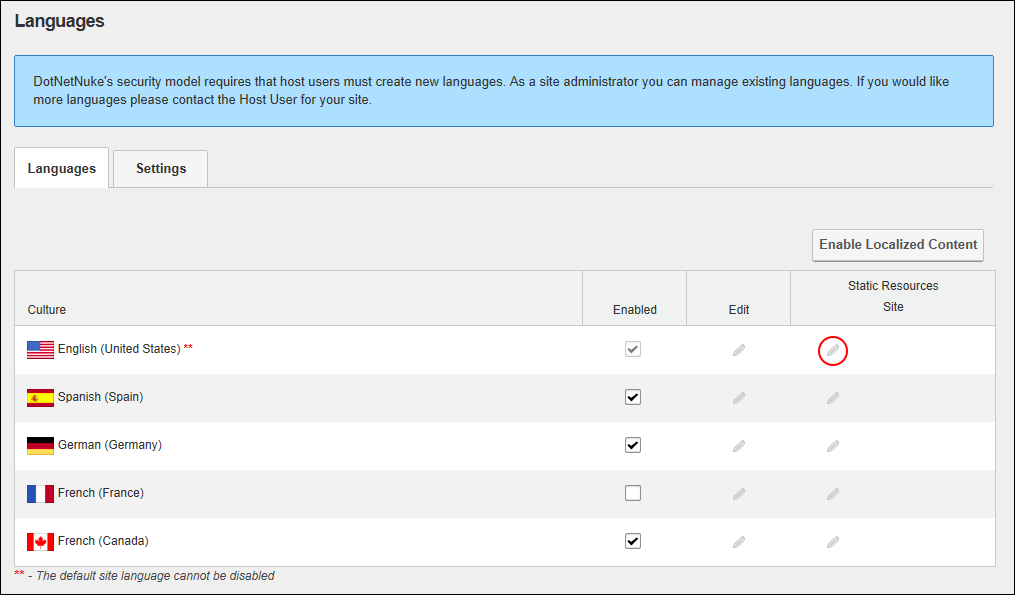 Languages
DotNetNuke's security model requires that host users must create new languages. As a site administrator you can manage existing languages. If you would like
more languages please contact the Host User for your site.
Languages Settings
Enable Localized Content
Static Resources
Culture Enabled Edit Site
English (United States) **
Spanish (Spain)
German (Germany)
French (France)
French (Canada)
** - The default site language cannot be disabled